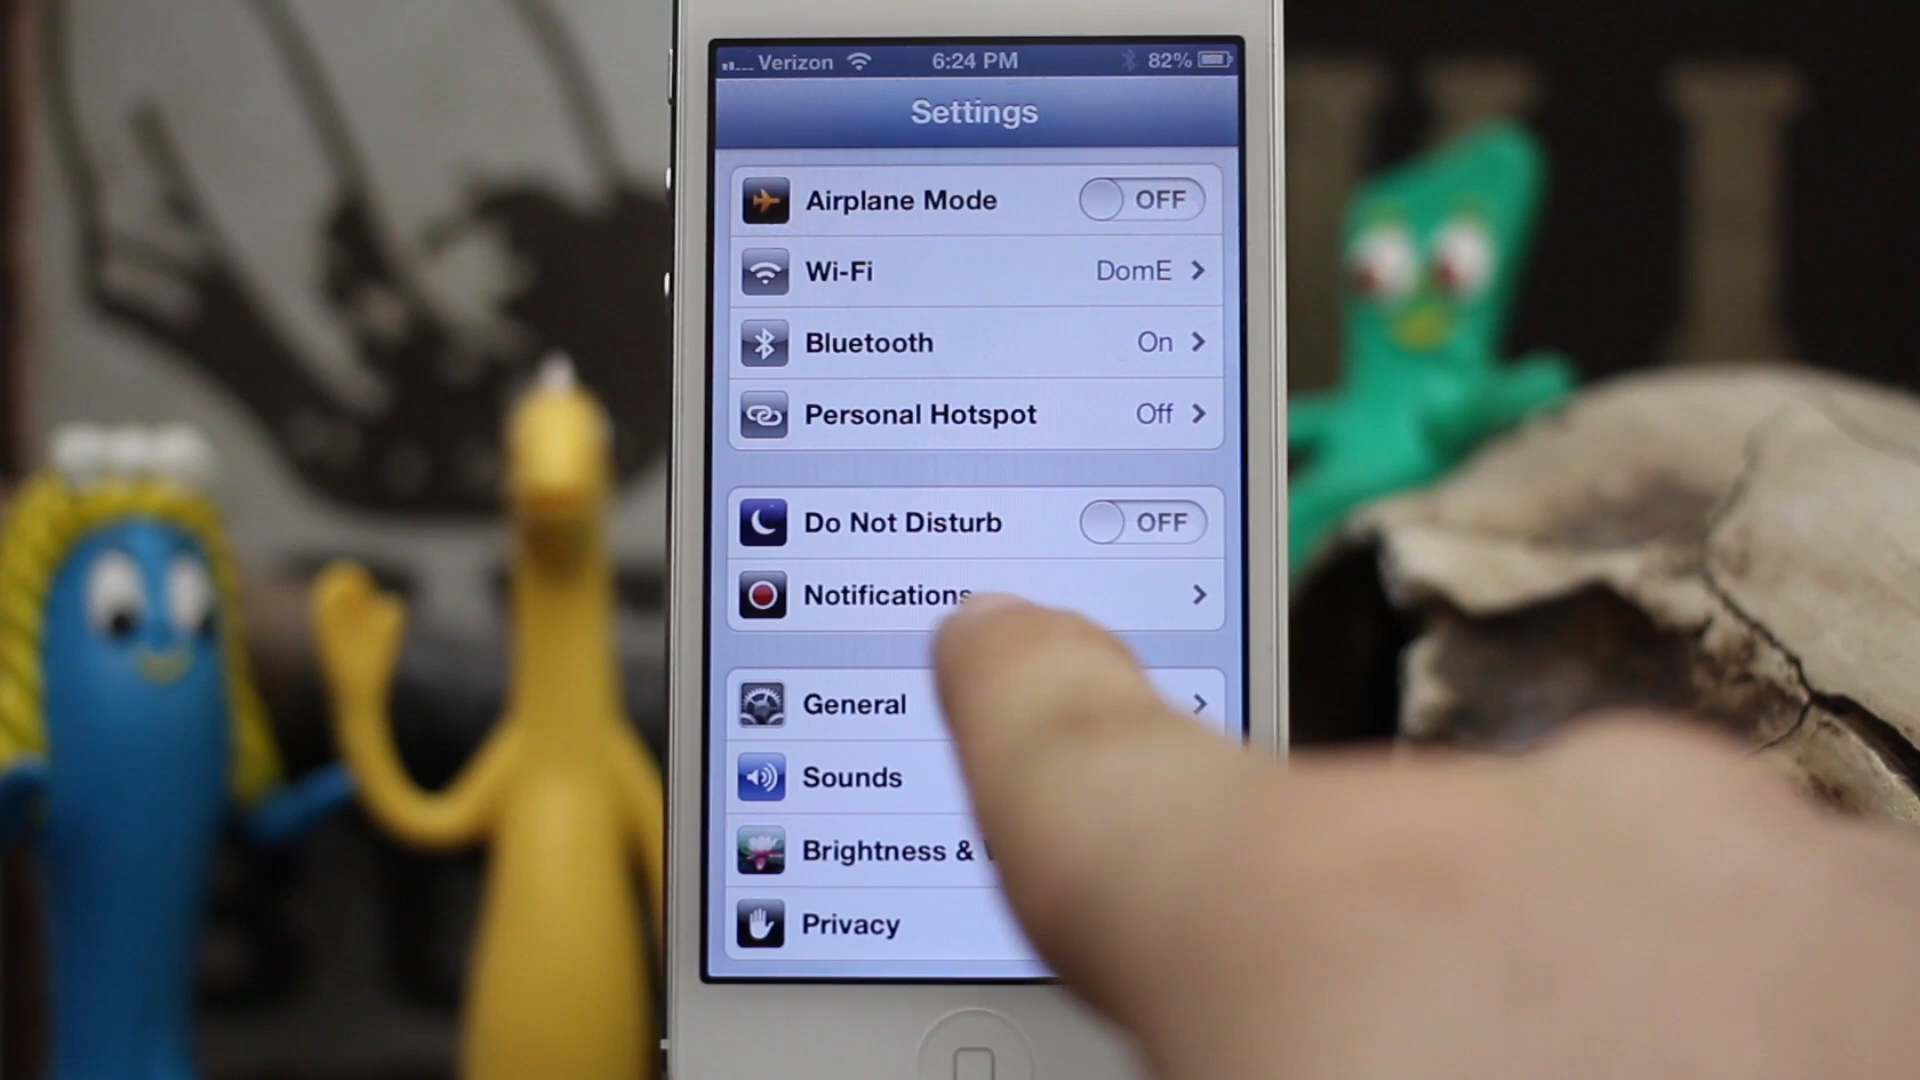 Verizon 6:24 PM 82%
Settings
Airplane Mode OFF
Wi-Fi DomE
Bluetooth On
Personal Hotspot Off
Do Not Disturb OFF
Notifications
General
Sounds
Brightness &
Privacy